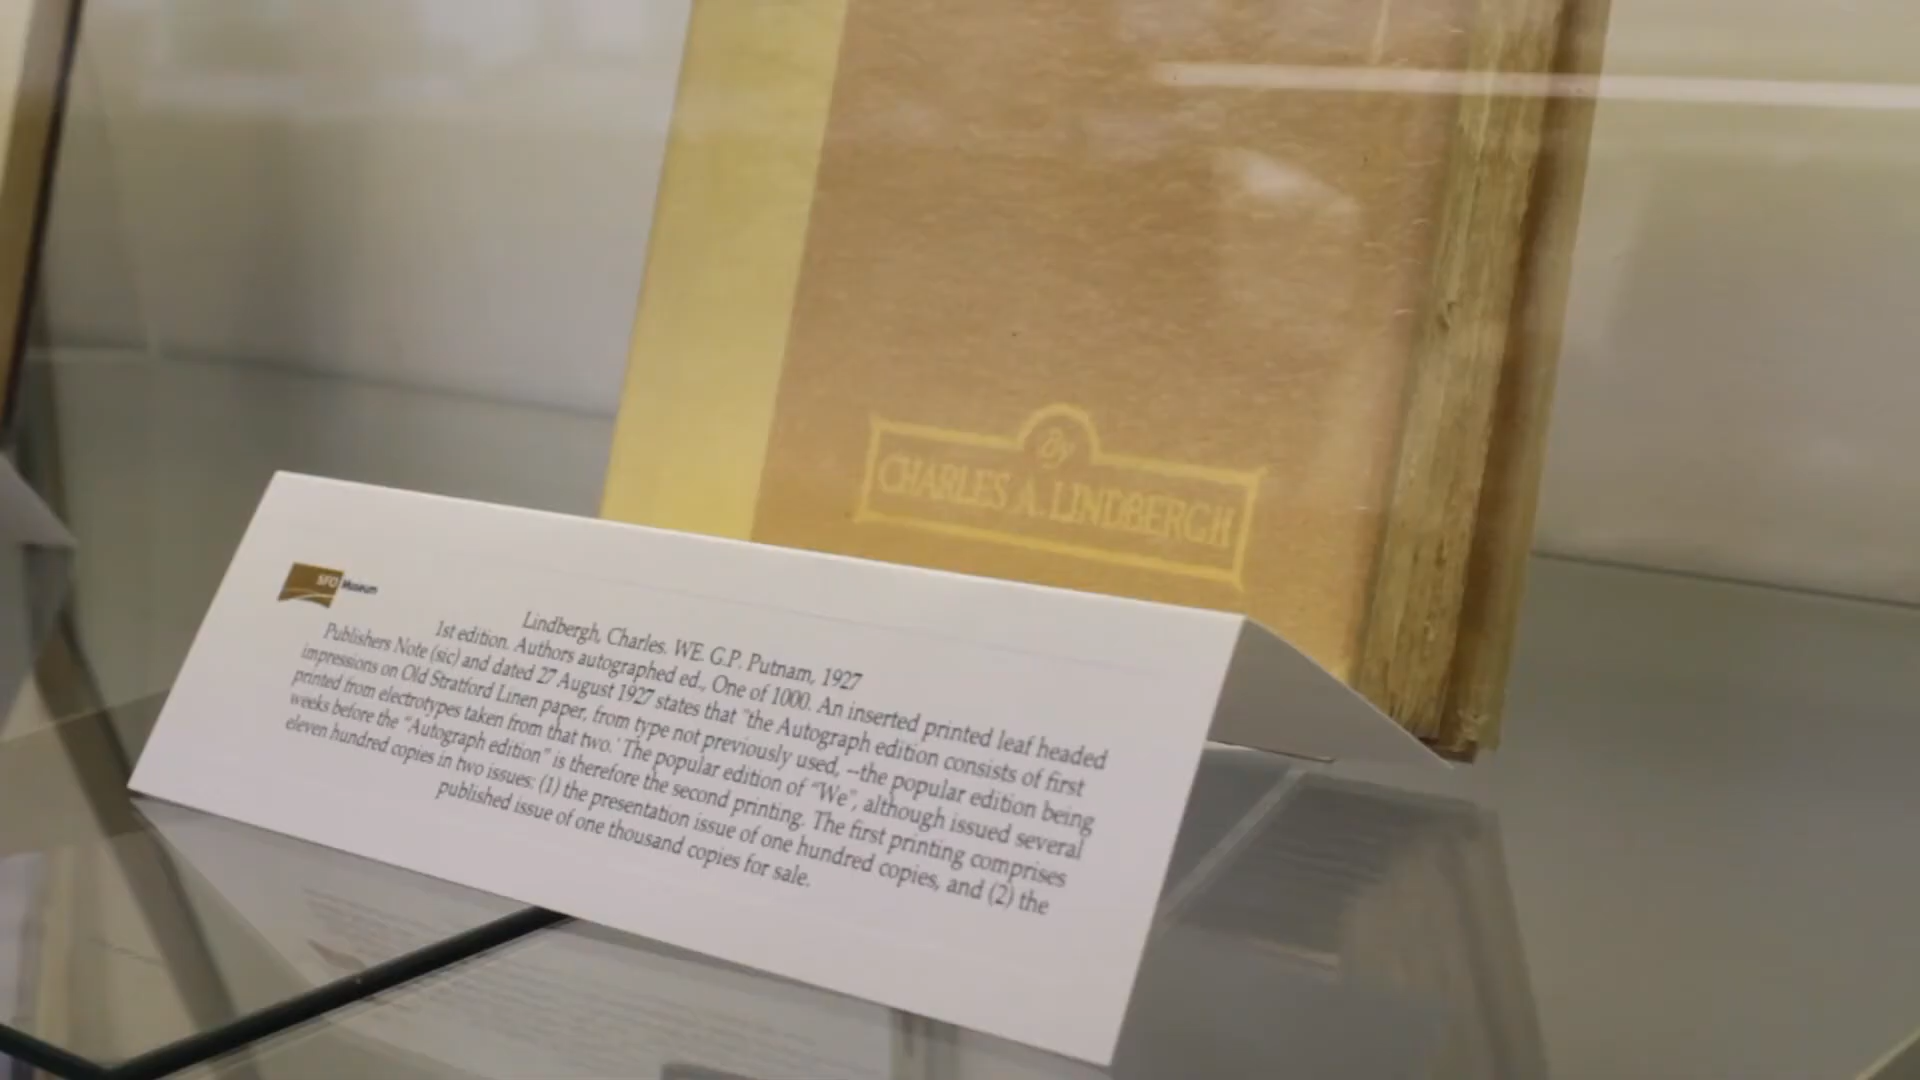 By
CHARLES A. LINDBERGH
SFO Museum
Lindbergh, Charles. WE. G.P. Putnam, 1927
1st edition. Authors autographed ed., One of 1000. An inserted printed leaf headed
Publishers Note (sic) and dated 27 August 1927 states that "the Autograph edition consists of first
impressions on Old Stratford Linen paper, from type not previously used, --the popular edition being
printed from electrotypes taken from that two.' The popular edition of "We", although issued several
weeks before the "Autograph edition" is therefore the second printing. The first printing comprises
eleven hundred copies in two issues: (1) the presentation issue of one hundred copies, and (2) the
published issue of one thousand copies for sale.